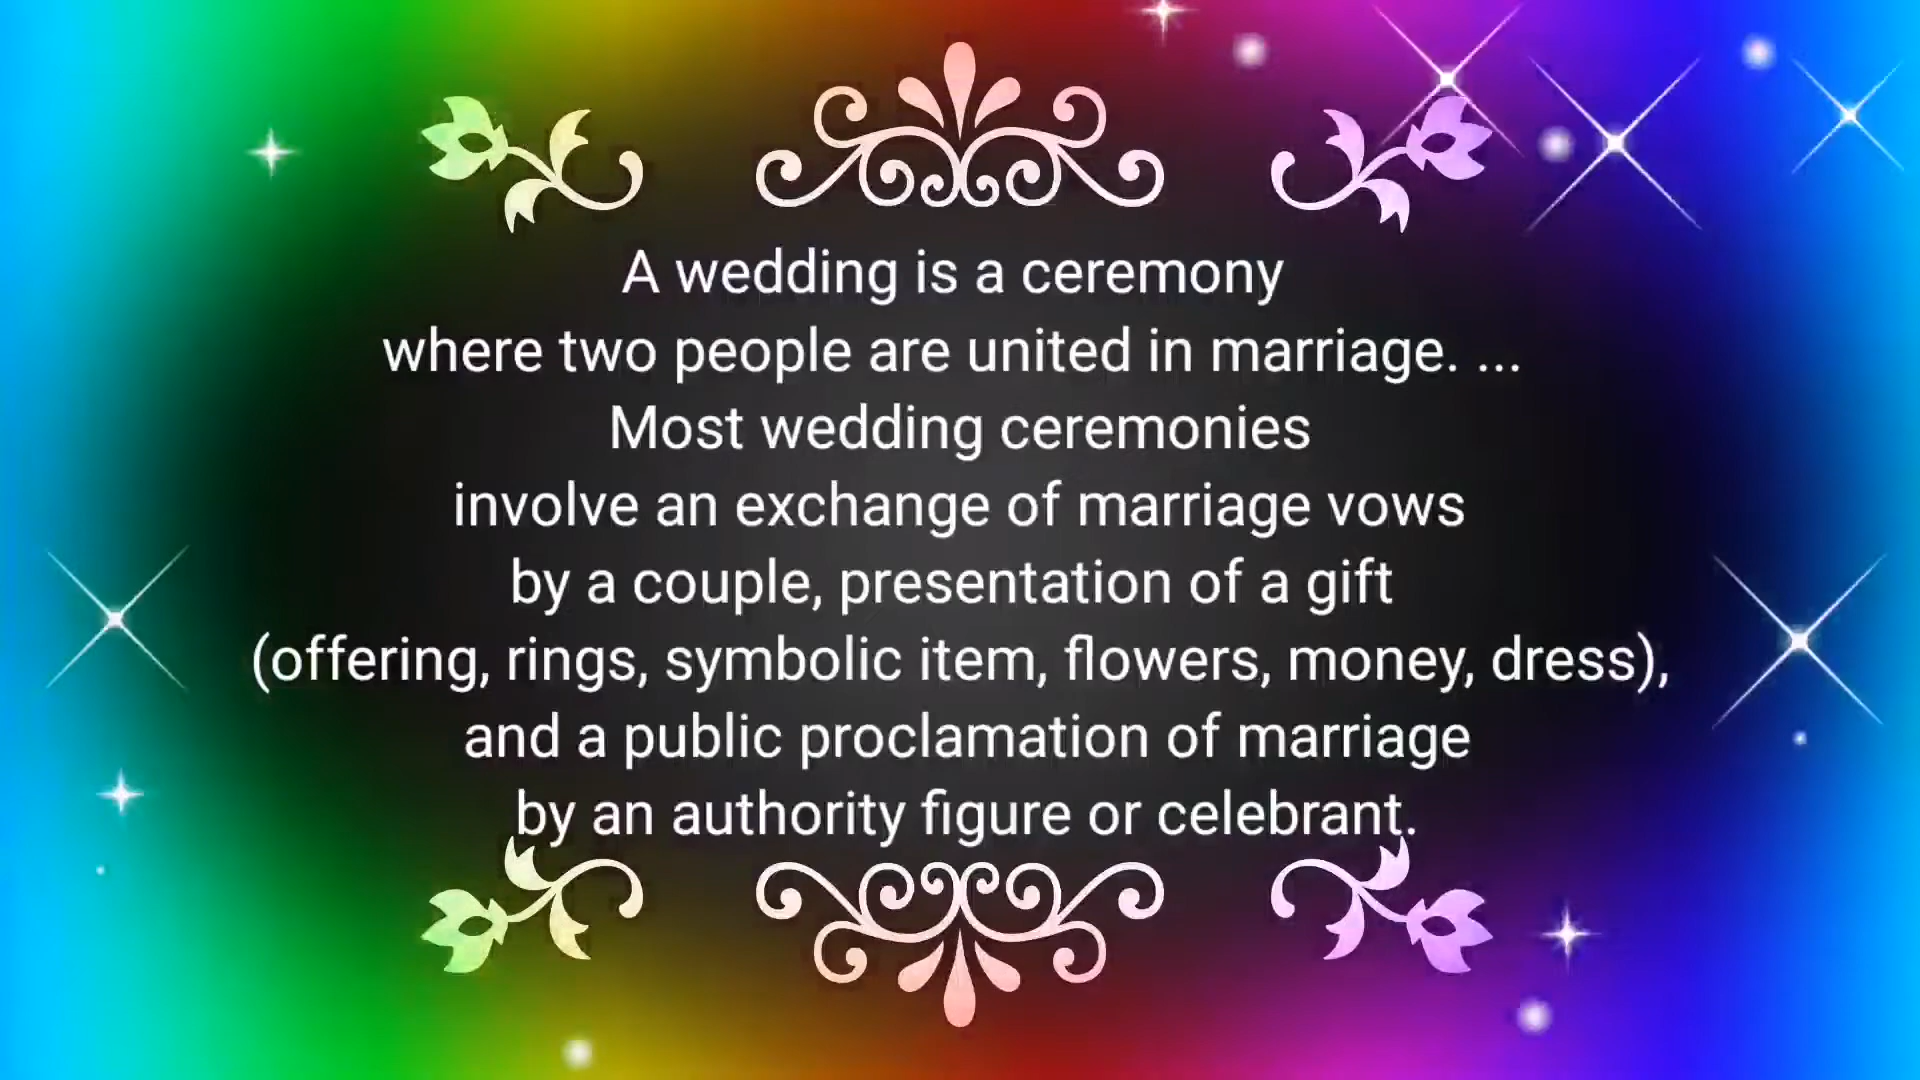 A wedding is a ceremony
where two people are united in marriage. ...
Most wedding ceremonies
involve an exchange of marriage vows
by a couple, presentation of a gift
(offering, rings, symbolic item, flowers, money, dress),
and a public proclamation of marriage
by an authority figure or celebrant.